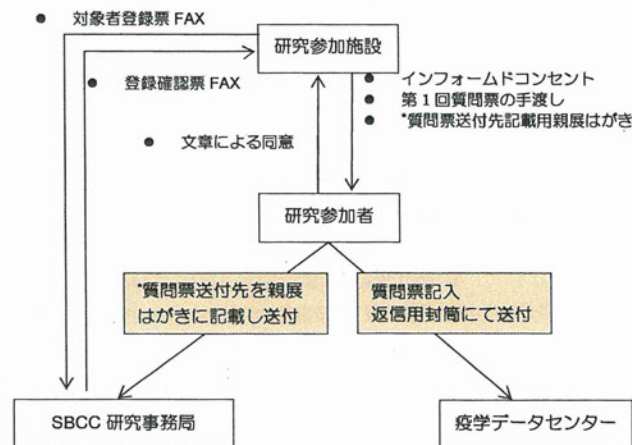 ● 対象者登録票 FAX
研究参加施設
● 登録確認票 FAX
● インフォームドコンセント
● 第1回質問票の手渡し
● *質問票送付先記載用親展はがき
● 文章による同意
研究参加者
*質問票送付先を親展
はがきに記載し送付
質問票記入
返信用封筒にて送付
SBCC 研究事務局
疫学データセンター